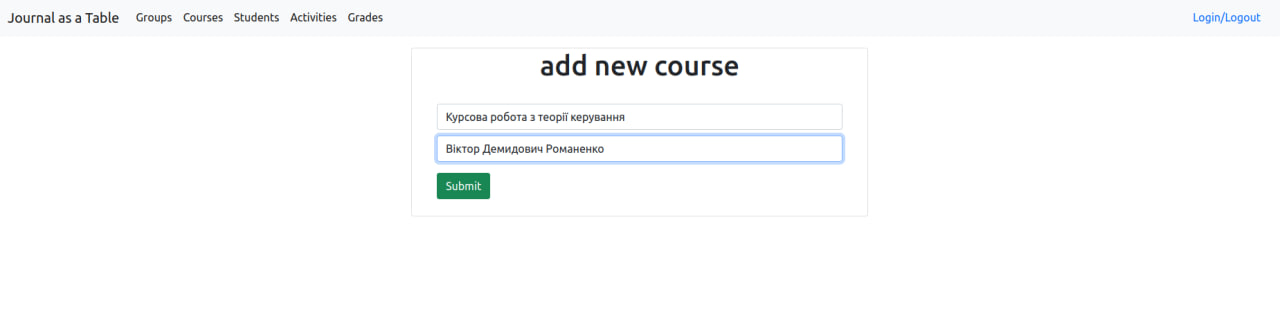 Journal as a Table Groups Courses Students Activities Grades Login/Logout
add new course
Курсова робота з теорії керування
Віктор Демидович Романенко
Submit